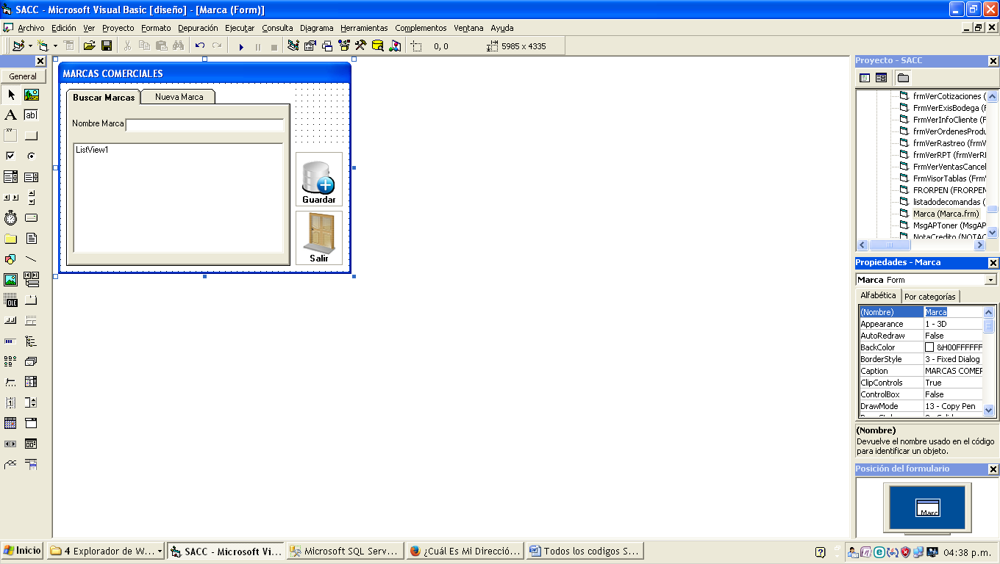 SACC - Microsoft Visual Basic [diseño] - [Marca (Form)]
Archivo Edición Ver Proyecto Formato Depuración Ejecutar Consulta Diagrama Herramientas Complementos Ventana Ayuda
0, 0 5985 x 4335
General
A ab|
xv
OLE
MARCAS COMERCIALES
Buscar Marcas Nueva Marca
Nombre Marca
ListView1
Guardar
Salir
Proyecto - SACC
frmVerCotizaciones (
frmVerExisBodega (F
FrmVerInfoCliente (F
frmVerOrdenesProdu
frmVerRastreo (frmV
frmVerRPT (frmVerRI
FrmVerVentasCancel
FrmVisorTablas (Frm
FRORPEN (FRORPEN
listadodecomandas (
Marca (Marca.frm)
MsgAPToner (MsgAP
NotaCredito (NOTAC
Propiedades - Marca
Marca Form
Alfabética Por categorías
(Nombre) Marca
Appearance 1 - 3D
AutoRedraw False
BackColor &H00FFFFFF
BorderStyle 3 - Fixed Dialog
Caption MARCAS COMER
ClipControls True
ControlBox False
DrawMode 13 - Copy Pen
(Nombre)
Devuelve el nombre usado en el código
para identificar un objeto.
Posición del formulario
Marc
Inicio 4 Explorador de W... SACC - Microsoft Vi... Microsoft SQL Serv... ¿Cuál Es Mi Direcció... Todos los codigos S... 04:38 p.m.